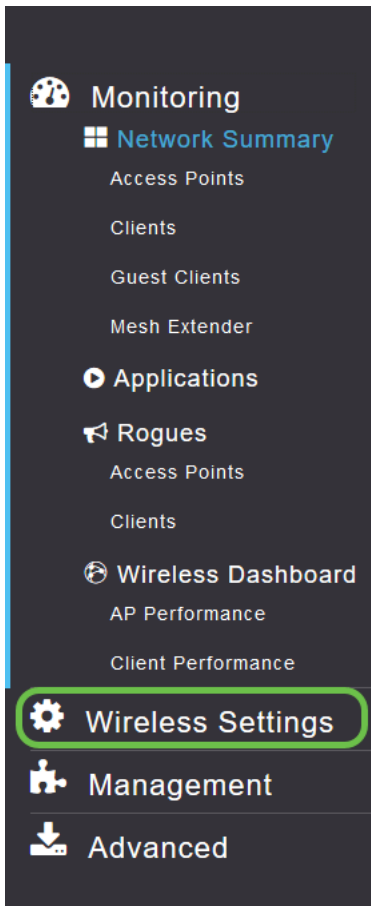 Monitoring
Network Summary
Access Points
Clients
Guest Clients
Mesh Extender
Applications
Rogues
Access Points
Clients
Wireless Dashboard
AP Performance
Client Performance
Wireless Settings
Management
Advanced